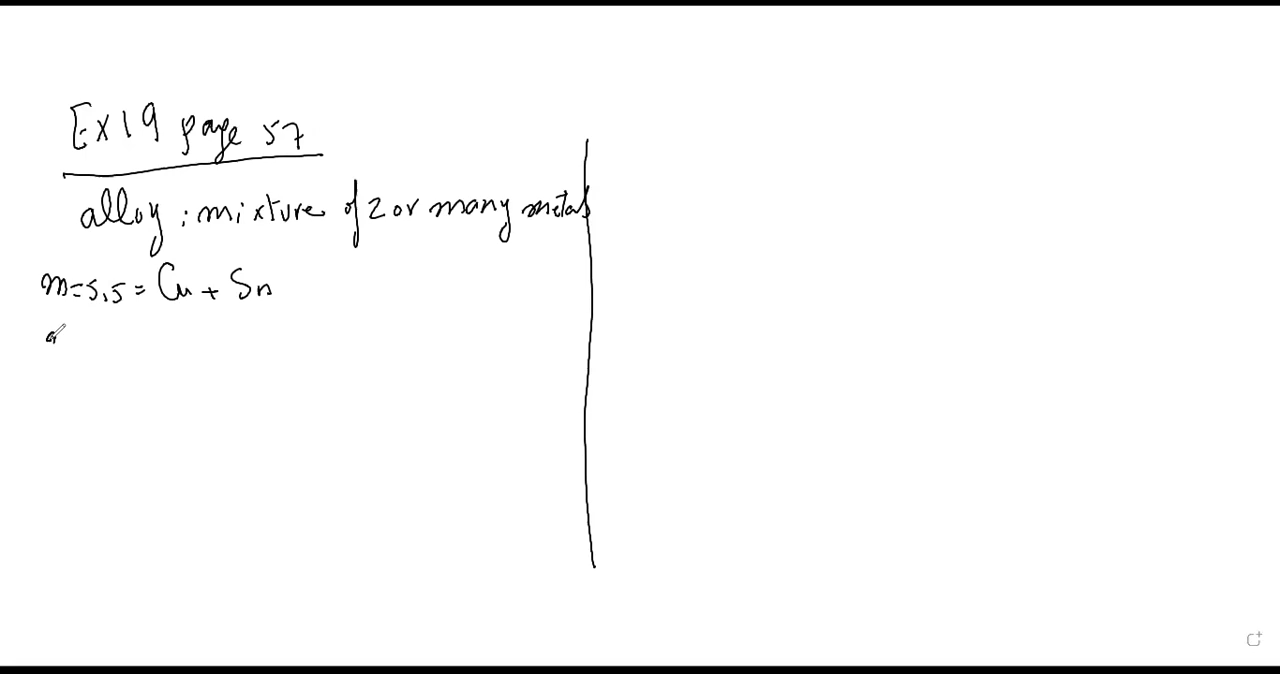 Ex 19 page 57
alloy : mixture of 2 or many metals
m=5,5 = Cu + Sn